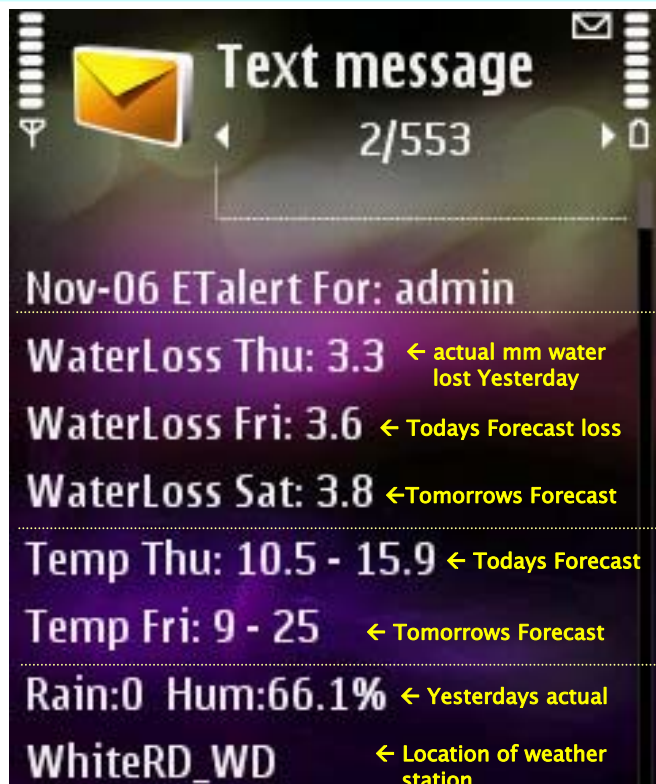 Text message
2/553
Nov-06 ETalert For: admin
WaterLoss Thu: 3.3 ← actual mm water
lost Yesterday
WaterLoss Fri: 3.6 ← Todays Forecast loss
WaterLoss Sat: 3.8 ←Tomorrows Forecast
Temp Thu: 10.5 - 15.9 ← Todays Forecast
Temp Fri: 9 - 25 ← Tomorrows Forecast
Rain:0 Hum:66.1% ← Yesterdays actual
WhiteRD_WD ← Location of weather
station